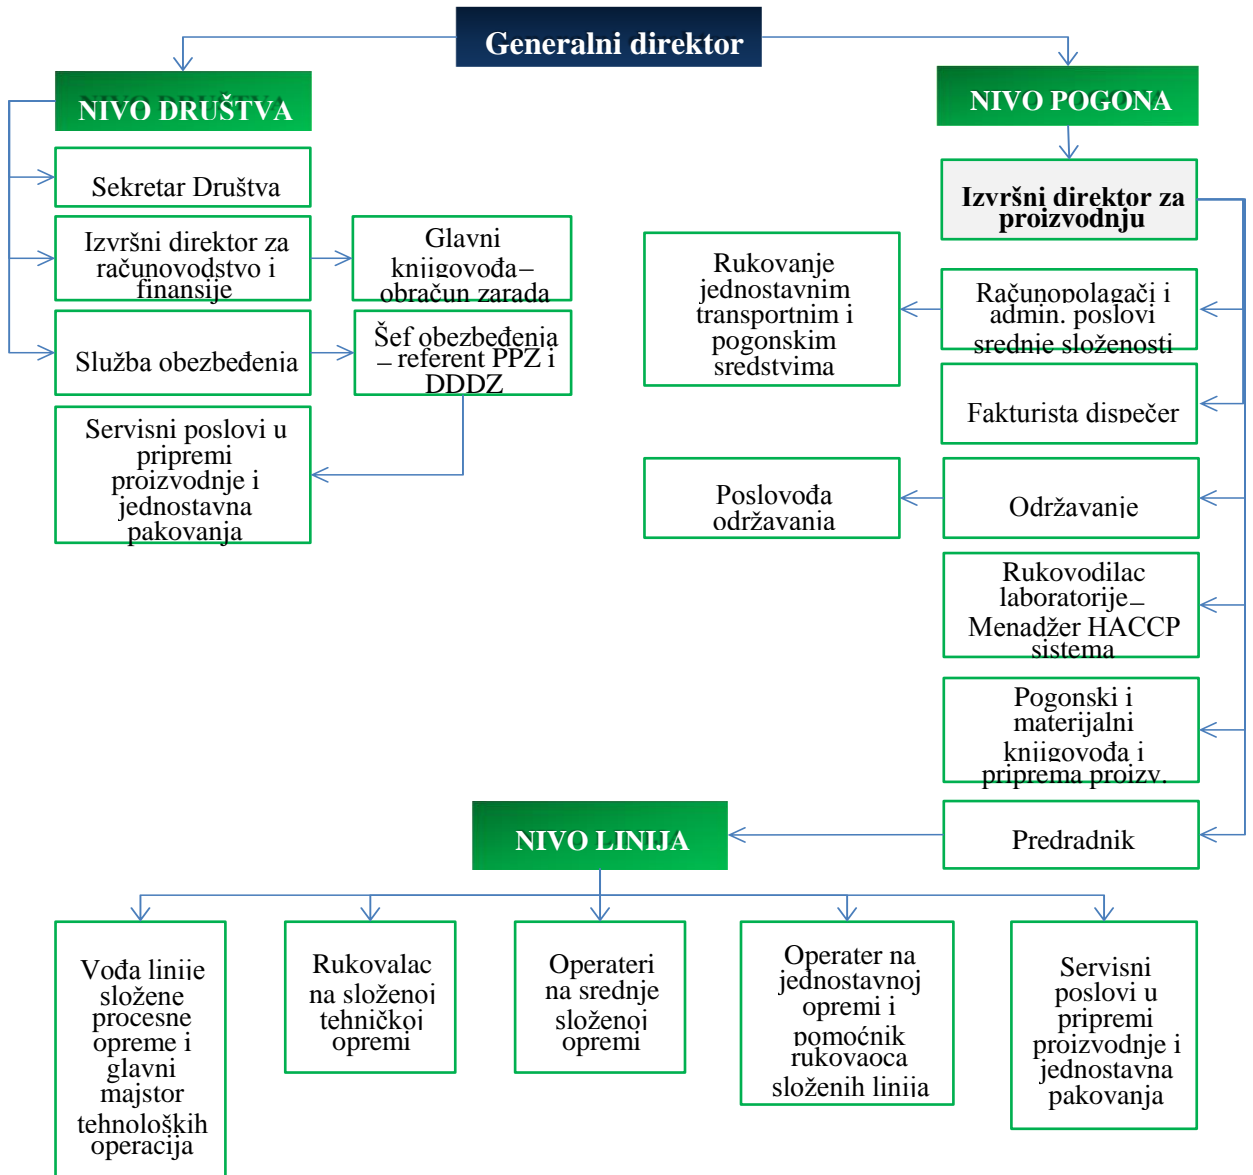 Generalni direktor
NIVO DRUŠTVA
Sekretar Društva
Izvršni direktor za
računovodstvo i
finansije
Glavni
knjigovođa–
obračun zarada
Služba obezbeđenja
Šef obezbeđenja
– referent PPZ i
DDDZ
Servisni poslovi u
pripremi
proizvodnje i
jednostavna
pakovanja
NIVO POGONA
Izvršni direktor za
proizvodnju
Računopolagači i
admin. poslovi
srednje složenosti
Rukovanje
jednostavnim
transportnim i
pogonskim
sredstvima
Fakturista dispečer
Održavanje
Poslovođa
održavanja
Rukovodilac
laboratorije–
Menadžer HACCP
sistema
Pogonski i
materijalni
knjigovođa i
priprema proizv.
Predradnik
NIVO LINIJA
Vođa linije
složene
procesne
opreme i
glavni
majstor
tehnoloških
operacija
Rukovalac
na složenoj
tehničkoj
opremi
Operateri
na srednje
složenoj
opremi
Operater na
jednostavnoj
opremi i
pomoćnik
rukovaoca
složenih linija
Servisni
poslovi u
pripremi
proizvodnje i
jednostavna
pakovanja